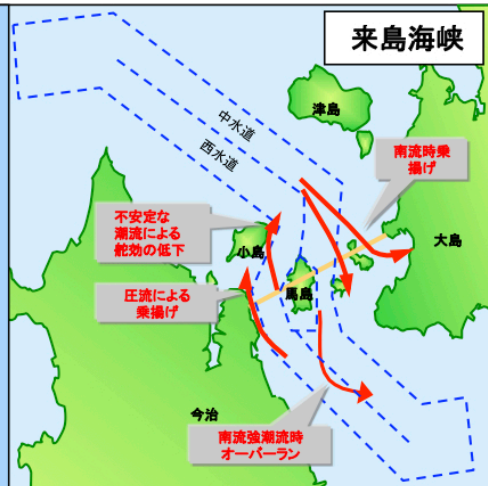 来島海峡
津島
中水道
西水道
南流時乗
揚げ
不安定な
潮流による
舵効の低下
小島
大島
圧流による
乗揚げ
馬島
今治
南流強潮流時
オーバーラン